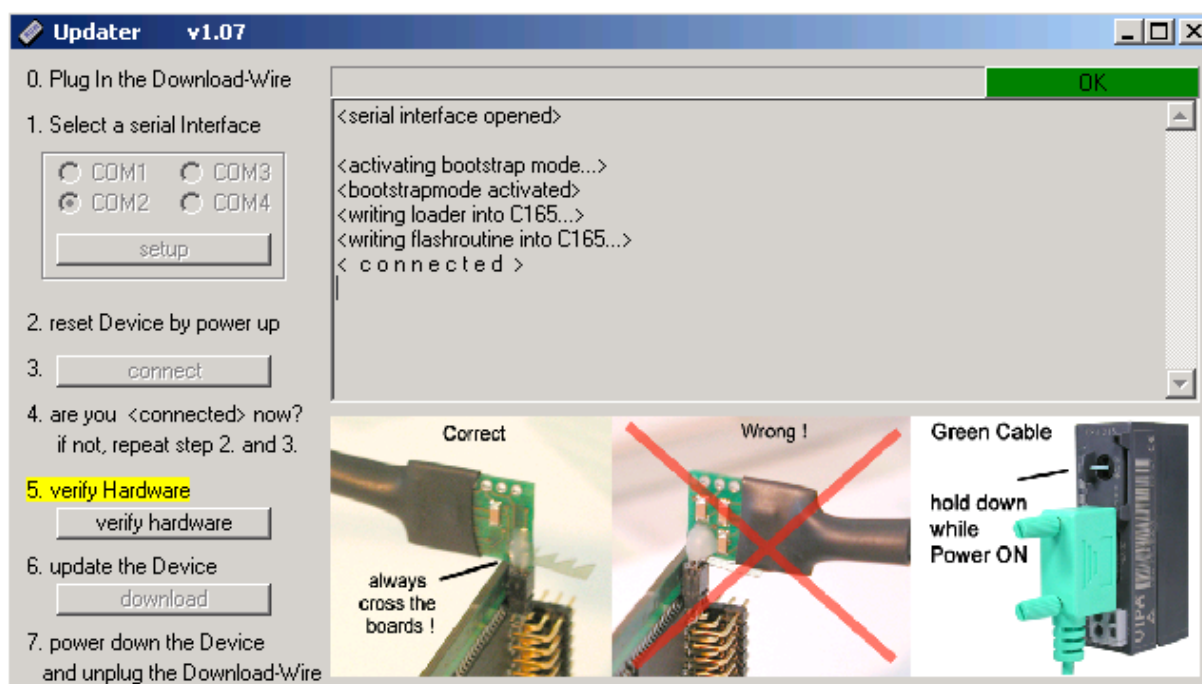 Updater v1.07
0. Plug In the Download-Wire
OK
1. Select a serial Interface
COM1 COM3
COM2 COM4
setup
<serial interface opened>
<activating bootstrap mode...>
<bootstrapmode activated>
<writing loader into C165...>
<writing flashroutine into C165...>
< c o n n e c t e d >
2. reset Device by power up
3. connect
4. are you <connected> now?
if not, repeat step 2. and 3.
5. verify Hardware
verify hardware
6. update the Device
download
7. power down the Device
and unplug the Download-Wire
Correct
always
cross the
boards !
Wrong !
Green Cable
hold down
while
Power ON
VIPA